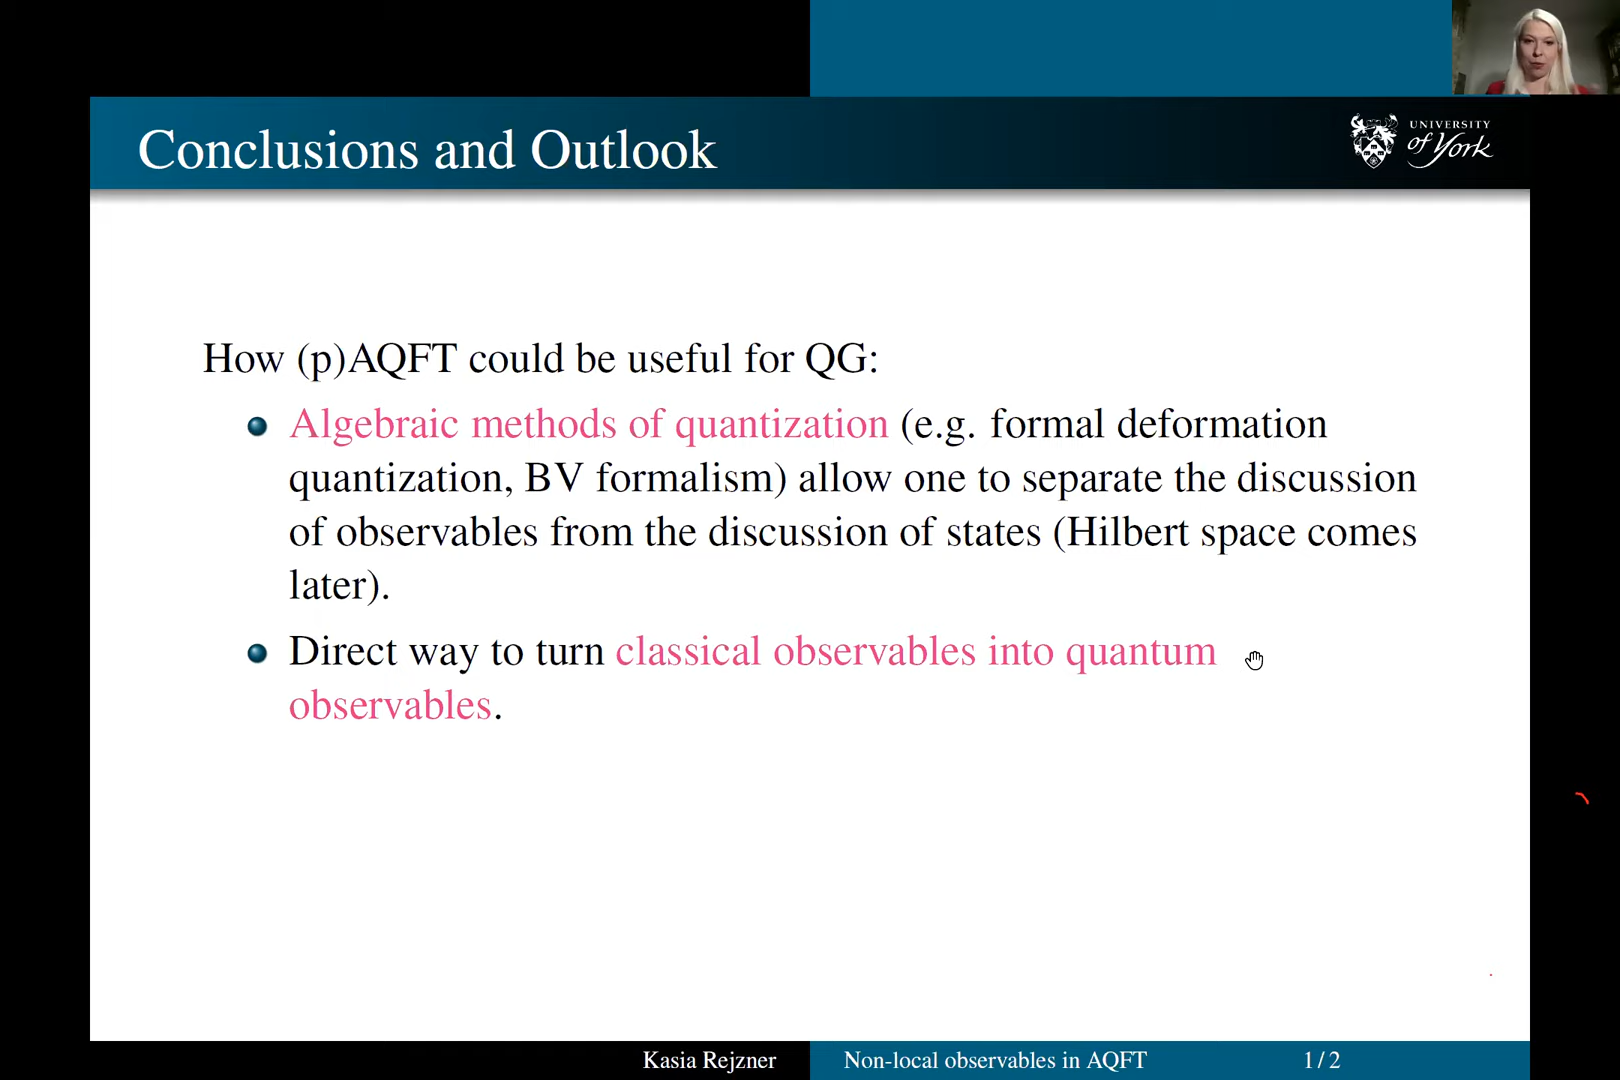 Conclusions and Outlook
UNIVERSITY
of York
How (p)AQFT could be useful for QG:
Algebraic methods of quantization (e.g. formal deformation
quantization, BV formalism) allow one to separate the discussion
of observables from the discussion of states (Hilbert space comes
later).
Direct way to turn classical observables into quantum
observables.
Kasia Rejzner
Non-local observables in AQFT
1 / 2